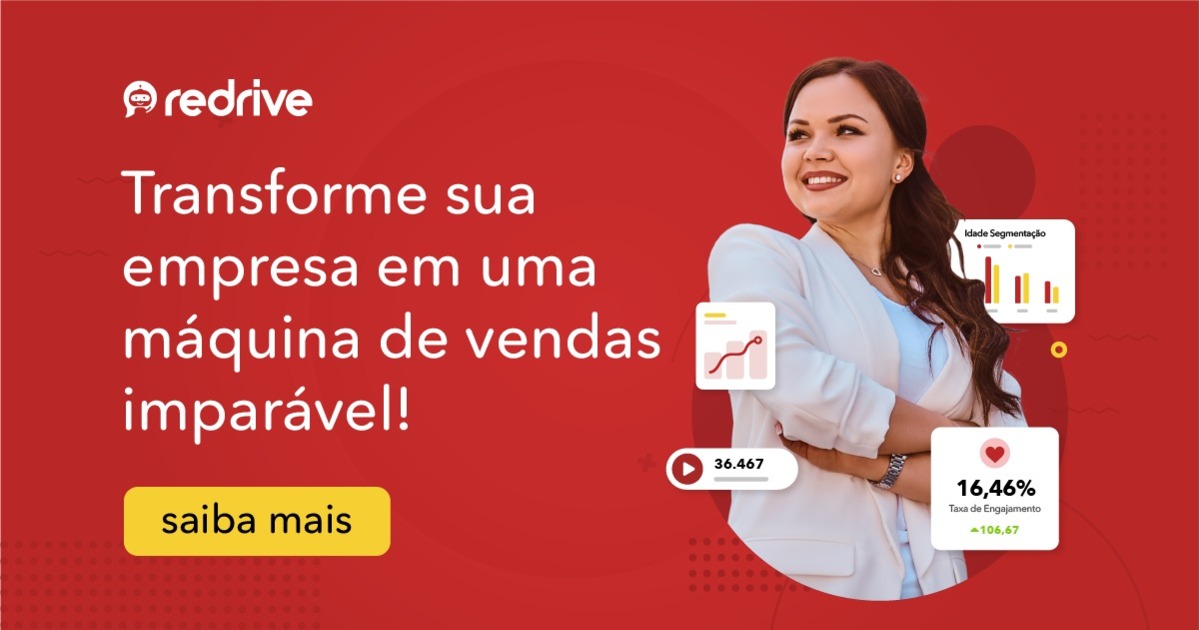 redrive
Transforme sua
empresa em uma
máquina de vendas
imparável!
saiba mais
Idade Segmentação
36.467
16,46%
Taxa de Engajamento
106,67